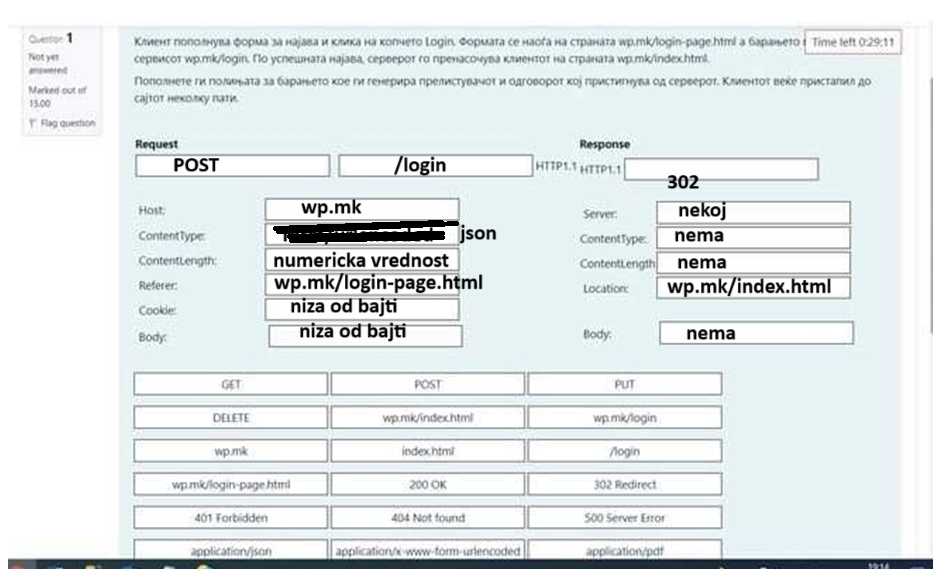 Question 1
Not yet
answered
Marked out of
15.00
Flag question
Клиент пополнува форма за најава и клика на копчето Login. Формата се наоѓа на страната wp.mk/login-page.html а барањето
Time left 0:29:11
сервисот wp.mk/login. По успешната најава, серверот го пренасочува клиентот на страната wp.mk/index.html.
Пополнете ги полињата за барањето кое ги генерира прелистувачот и одговорот кој пристигнува од серверот. Клиентот веќе пристапил до
сајтот неколку пати.
Request
Response
POST /login HTTP1.1 HTTP1.1
302
Host: wp.mk
Server: nekoj
ContentType: json
ContentType: nema
ContentLength: numericka vrednost
ContentLength nema
Referer: wp.mk/login-page.html
Location: wp.mk/index.html
Cookie: niza od bajti
Body: niza od bajti
Body: nema
GET POST PUT
DELETE wp.mk/index.html wp.mk/login
wp.mk index.html /login
wp.mk/login-page.html 200 OK 302 Redirect
401 Forbidden 404 Not found 500 Server Error
application/json application/x-www-form-urlencoded application/pdf
19:14